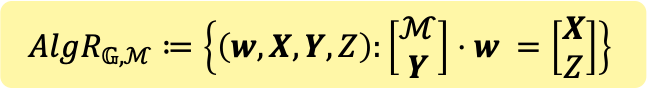 AlgR_{𝔾,ℳ} ≔ {(𝒘, 𝑿, 𝒀, 𝑍): [ℳ 𝒀] · 𝒘 = [𝑿 𝑍]}